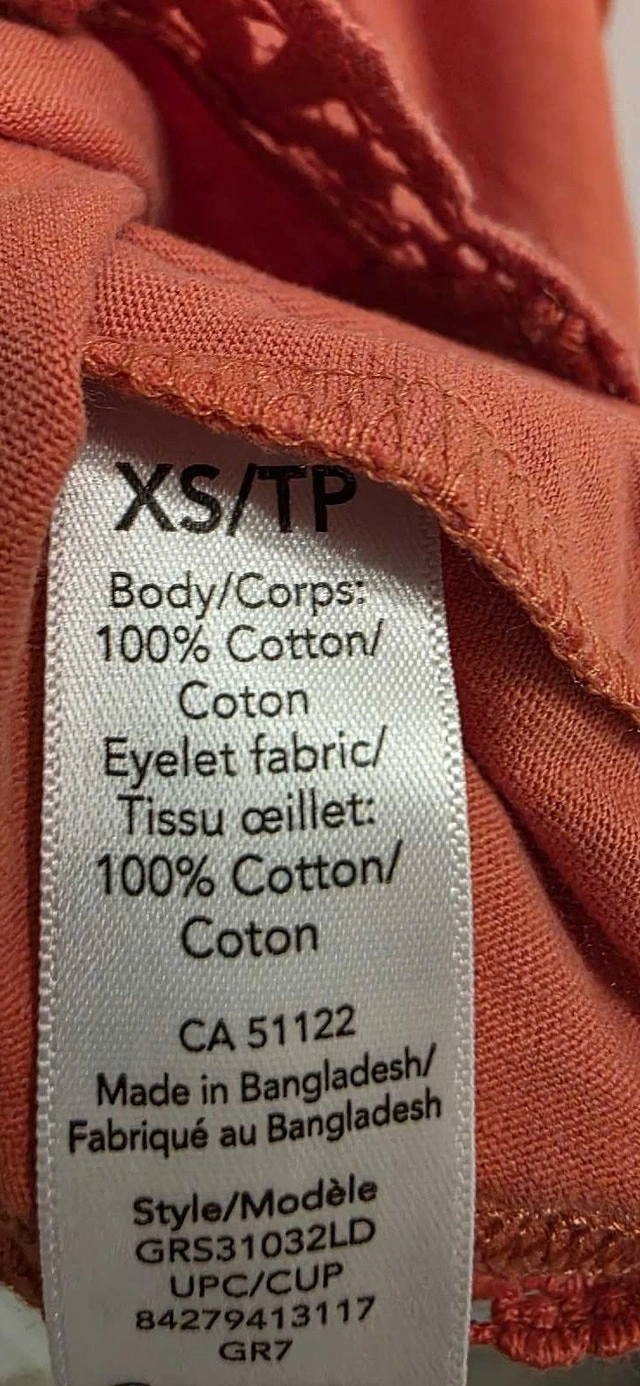 XS/TP
Body/Corps:
100% Cotton/
Coton
Eyelet fabric/
Tissu œillet:
100% Cotton/
Coton
CA 51122
Made in Bangladesh/
Fabriqué au Bangladesh
Style/Modèle
GRS31032LD
UPC/CUP
84279413117
GR7